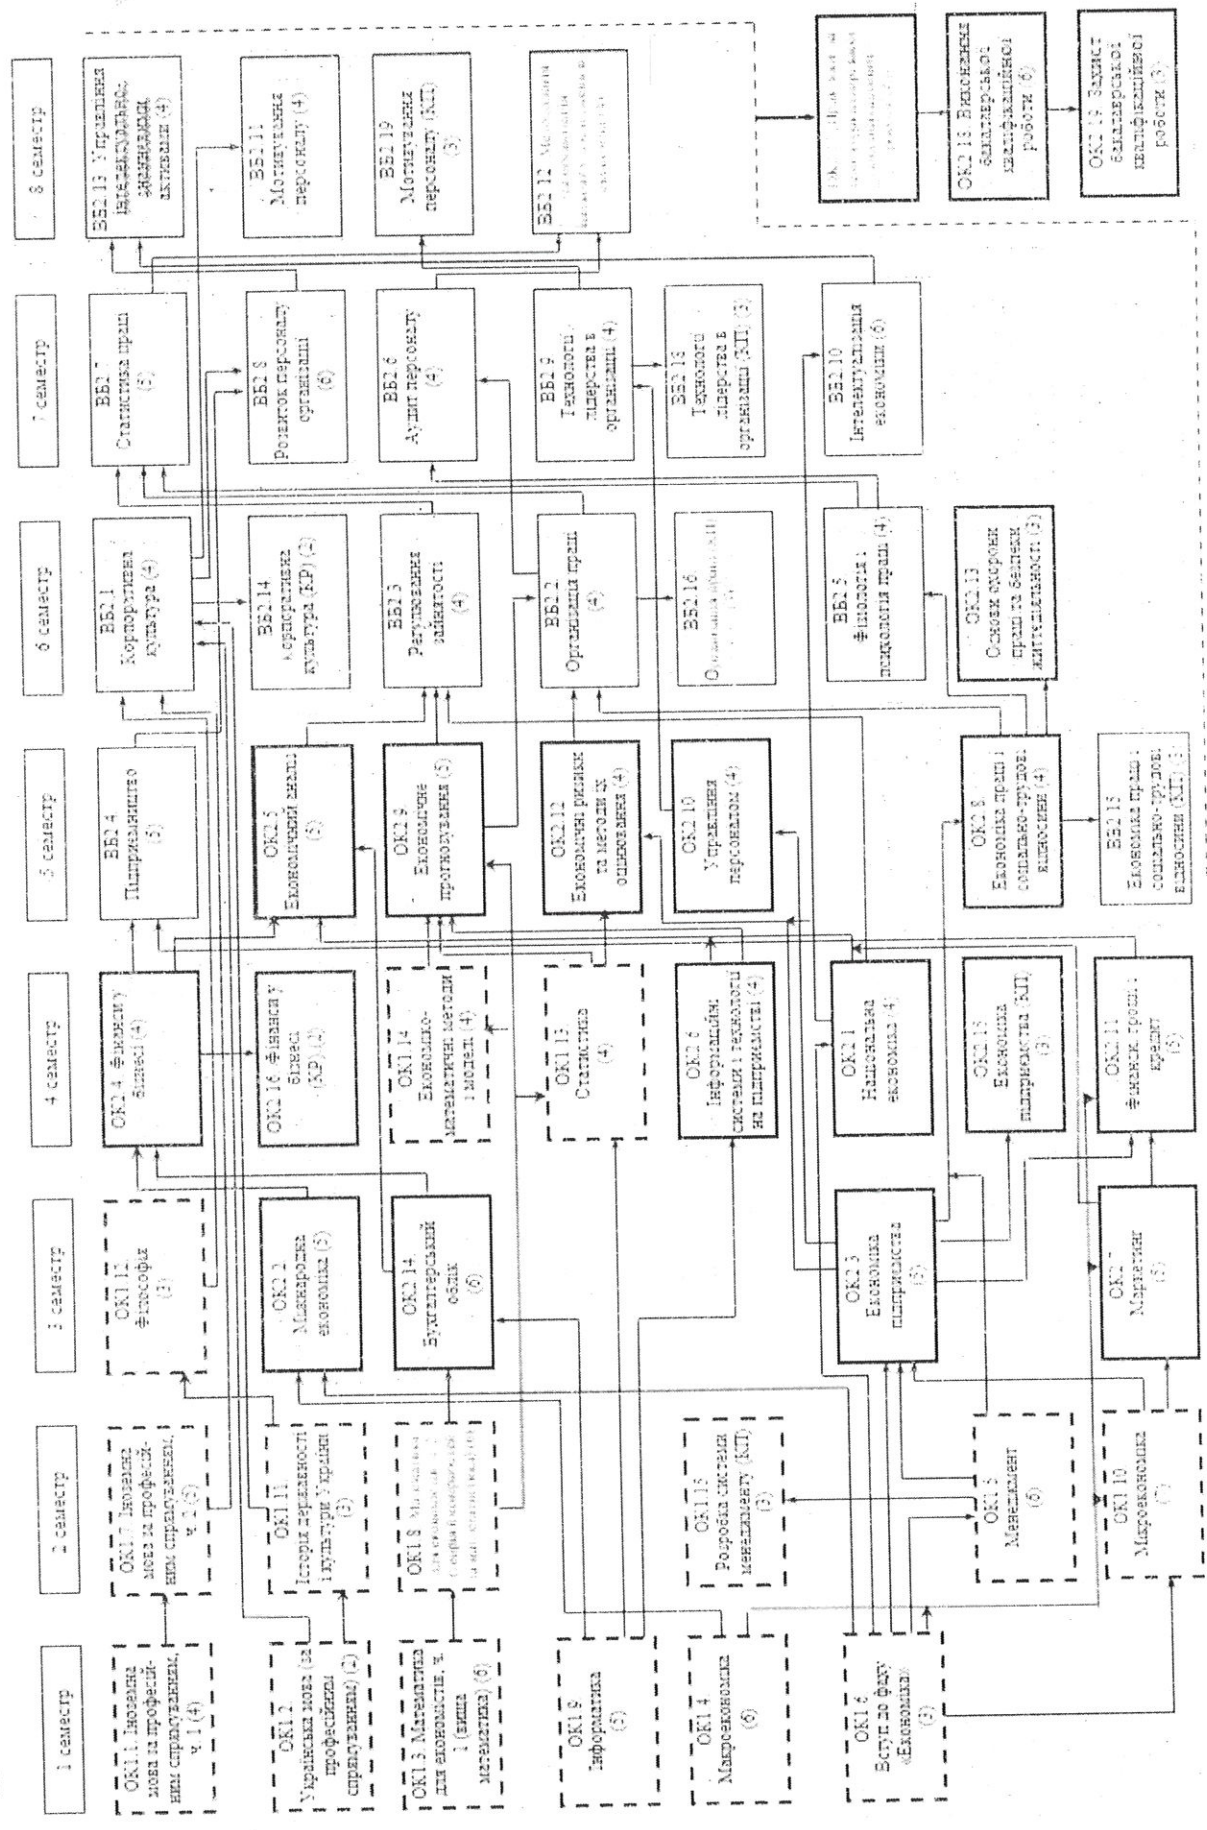 1 семестр
2 семестр
3 семестр
4 семестр
5 семестр
6 семестр
7 семестр
8 семестр
ОК1.1. Іноземна
мова за професій-
ним спрямуванням,
ч. 1 (4)
ОК1.2.
Українська мова (за
професійним
спрямуванням) (2)
ОК1.3. Математика
для економістів, ч.
1 (вища
математика) (6)
ОК1.9
Інформатика
(5)
ОК1.4
Макроекономіка
(6)
ОК1.6
Вступ до фаху
«Економіка»
(3)
ОК1.7 Іноземна
мова за професій-
ним спрямуванням,
ч. 2 (5)
ОК1.11
Історія державності
і культури України
(3)
ОК1.8 Математика
для економістів
ОК1.15
Розробка системи
менеджменту (КП)
(3)
ОК1.5
Менеджмент
(6)
ОК1.10
Мікроекономіка
(7)
ОК1.12
Філософія
(3)
ОК2.2
Міжнародна
економіка (5)
ОК2.14
Бухгалтерський
облік
(6)
ОК2.3
Економіка
підприємства
(5)
ОК2.7
Маркетинг
(5)
ОК2.4 Фінанси у
бізнесі (4)
ОК2.16 Фінанси у
бізнесі
(КР) (2)
ОК1.14
Економіко-
математичні методи
і моделі (4)
ОК1.13
Статистика
(4)
ОК2.6
Інформаційні
системи і технології
на підприємстві (4)
ОК2.1
Національна
економіка (4)
ОК2.15
Економіка
підприємства (КП)
(3)
ОК2.11
Фінанси, гроші і
кредит
(5)
ВБ2.4
Підприємництво
(5)
ОК2.5
Економічний аналіз
(5)
ОК2.9
Економічне
прогнозування (5)
ОК2.12
Економічні ризики
та методи їх
оцінювання (4)
ОК2.10
Управління
персоналом (4)
ОК2.8
Економіка праці і
соціально-трудові
відносини (4)
ВБ2.15
Економіка праці і
соціально-трудові
відносини (КП) (3)
ВБ2.1
Корпоративна
культура (4)
ВБ2.14
Корпоративна
культура (КР) (2)
ВБ2.3
Регулювання
зайнятості
(4)
ВБ2.2
Організація праці
(4)
ВБ2.16
ВБ2.5
Фізіологія і
психологія праці (4)
ОК2.13
Основи охорони
праці та безпеки
життєдіяльності (3)
ВБ2.7
Статистика праці
(5)
ВБ2.8
Розвиток персоналу
організації
(6)
ВБ2.6
Аудит персоналу
(4)
ВБ2.9
Технології
лідерства в
організації (4)
ВБ2.18
Технології
лідерства в
організації (КП) (3)
ВБ2.10
Інтелектуалізація
економіки (6)
ВБ2.13 Управління
інтелектуально-
знаннєвими
активами (4)
ВБ2.11
Мотивування
персоналу (4)
ВБ2.19
Мотивування
персоналу (КП)
(3)
ВБ2.12
ОК2.18 Виконання
бакалаврської
кваліфікаційної
роботи (6)
ОК2.19 Захист
бакалаврської
кваліфікаційної
роботи (3)